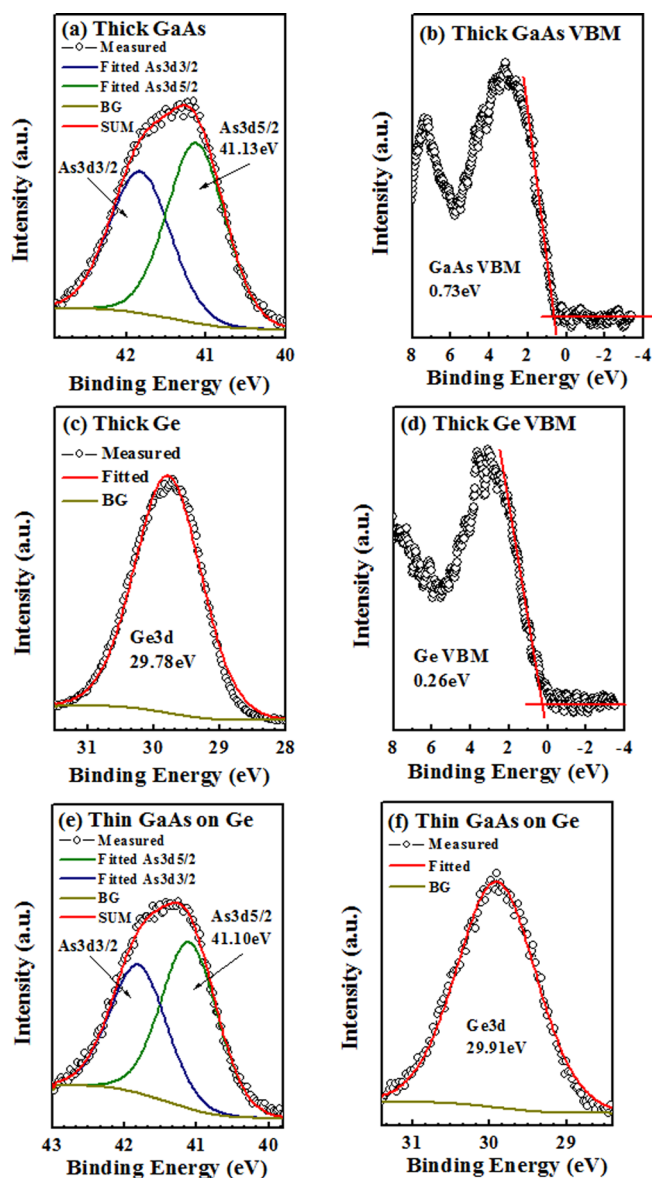 (a) Thick GaAs
Measured
Fitted As3d3/2
Fitted As3d5/2
BG
SUM
As3d5/2
41.13eV
As3d3/2
Intensity (a.u.)
42 41 40
Binding Energy (eV)
(b) Thick GaAs VBM
GaAs VBM
0.73eV
Intensity (a.u.)
8 6 4 2 0 -2 -4
Binding Energy (eV)
(c) Thick Ge
Measured
Fitted
BG
Ge3d
29.78eV
Intensity (a.u.)
31 30 29 28
Binding Energy (eV)
(d) Thick Ge VBM
Ge VBM
0.26eV
Intensity (a.u.)
8 6 4 2 0 -2 -4
Binding Energy (eV)
(e) Thin GaAs on Ge
Measured
Fitted As3d5/2
Fitted As3d3/2
BG
SUM
As3d5/2
41.10eV
As3d3/2
Intensity (a.u.)
43 42 41 40
Binding Energy (eV)
(f) Thin GaAs on Ge
Measured
Fitted
BG
Ge3d
29.91eV
Intensity (a.u.)
31 30 29
Binding Energy (eV)